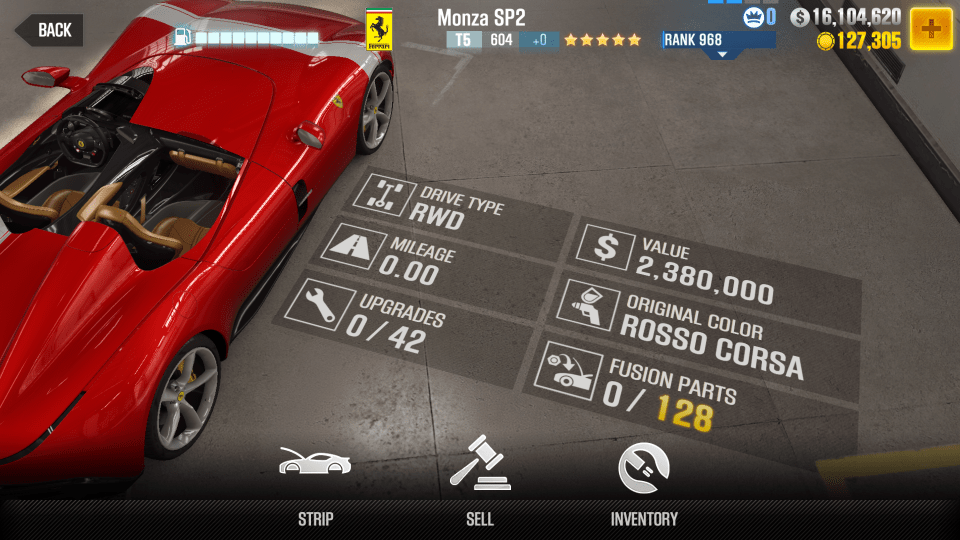 BACK
Monza SP2
T5 604 +0
RANK 968
0
$ 16,104,620
127,305
DRIVE TYPE
RWD
MILEAGE
0.00
UPGRADES
0 / 42
$ VALUE
2,380,000
ORIGINAL COLOR
ROSSO CORSA
FUSION PARTS
0 / 128
STRIP
SELL
INVENTORY